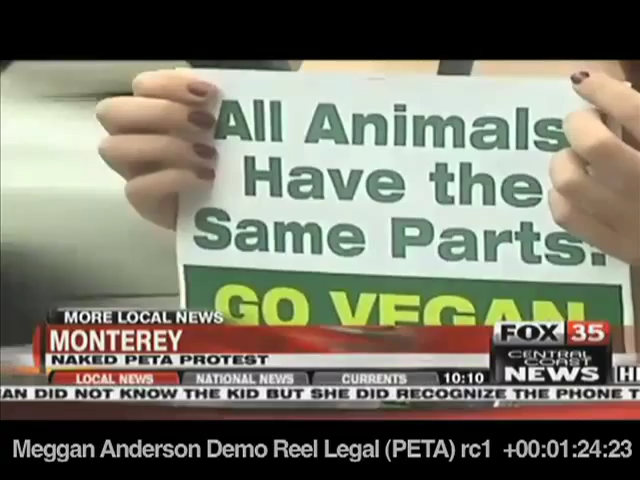 All Animals
Have the
Same Parts.
GO VEGAN
MORE LOCAL NEWS
MONTEREY
NAKED PETA PROTEST
FOX 35
CENTRAL COAST
NEWS
LOCAL NEWS NATIONAL NEWS CURRENTS 10:10
AN DID NOT KNOW THE KID BUT SHE DID RECOGNIZE THE PHONE
Meggan Anderson Demo Reel Legal (PETA) rc1 +00:01:24:23